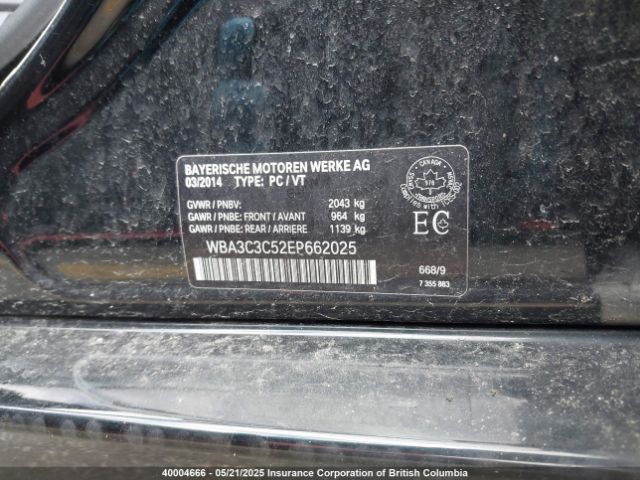 BAYERISCHE MOTOREN WERKE AG
03/2014 TYPE: PC/VT
GVWR / PNBV: 2043 kg
GAWR / PNBE: FRONT / AVANT 964 kg
GAWR / PNBE: REAR / ARRIERE 1139 kg
WBA3C3C52EP662025
CANADA
EC
668/9
7 355 883
40004666 - 05/21/2025 Insurance Corporation of British Columbia